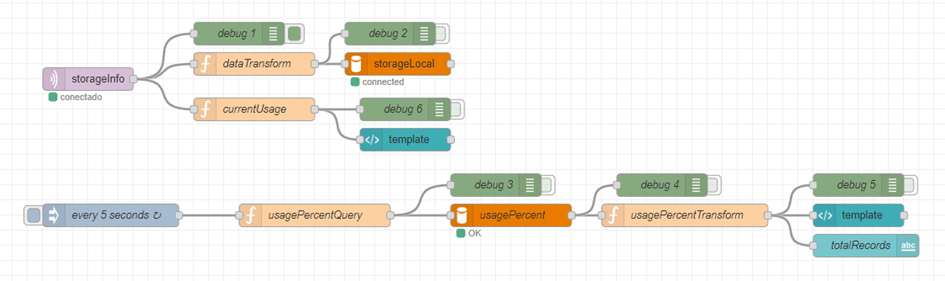 debug 1
debug 2
dataTransform
storageLocal
storageInfo
connected
conectado
currentUsage
debug 6
template
debug 3
debug 4
debug 5
every 5 seconds ↻
usagePercentQuery
usagePercent
usagePercentTransform
template
OK
totalRecords
abc